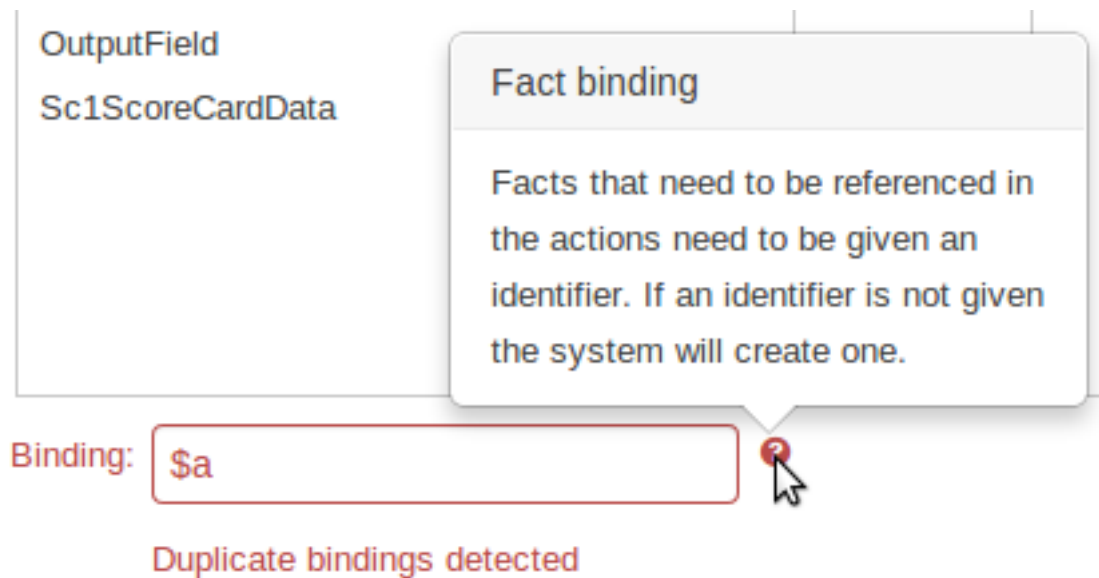 OutputField
Sc1ScoreCardData
Fact binding
Facts that need to be referenced in
the actions need to be given an
identifier. If an identifier is not given
the system will create one.
Binding: $a ?
Duplicate bindings detected